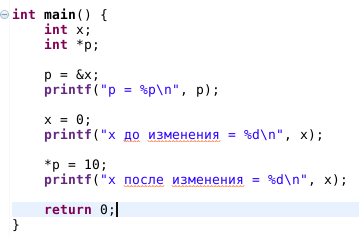 int main() {
    int x;
    int *p;

    p = &x;
    printf("p = %p\n", p);

    x = 0;
    printf("x до изменения = %d\n", x);

    *p = 10;
    printf("x после изменения = %d\n", x);

    return 0;
}